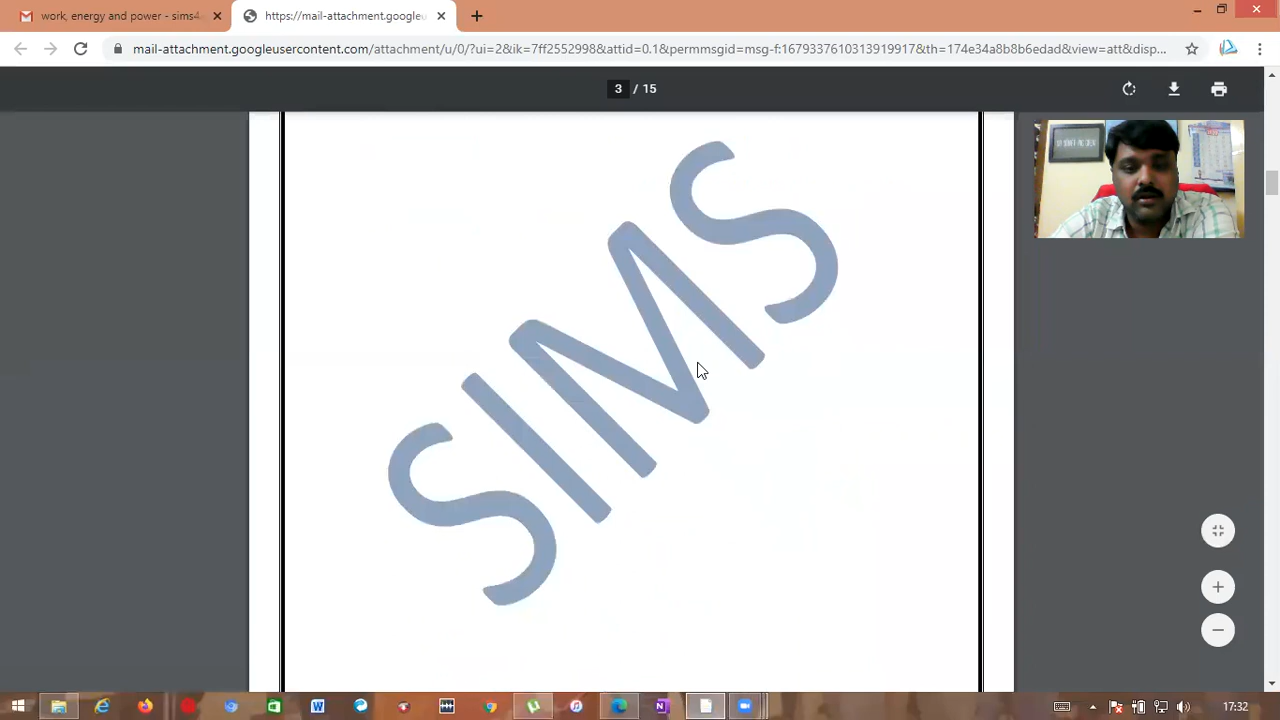 work, energy and power - sims4
https://mail-attachment.googleu
mail-attachment.googleusercontent.com/attachment/u/0/?ui=2&ik=7ff2552998&attid=0.1&permmsgid=msg-f:1679337610313919917&th=174e34a8b8b6edad&view=att&disp...
3 / 15
SIMS
17:32